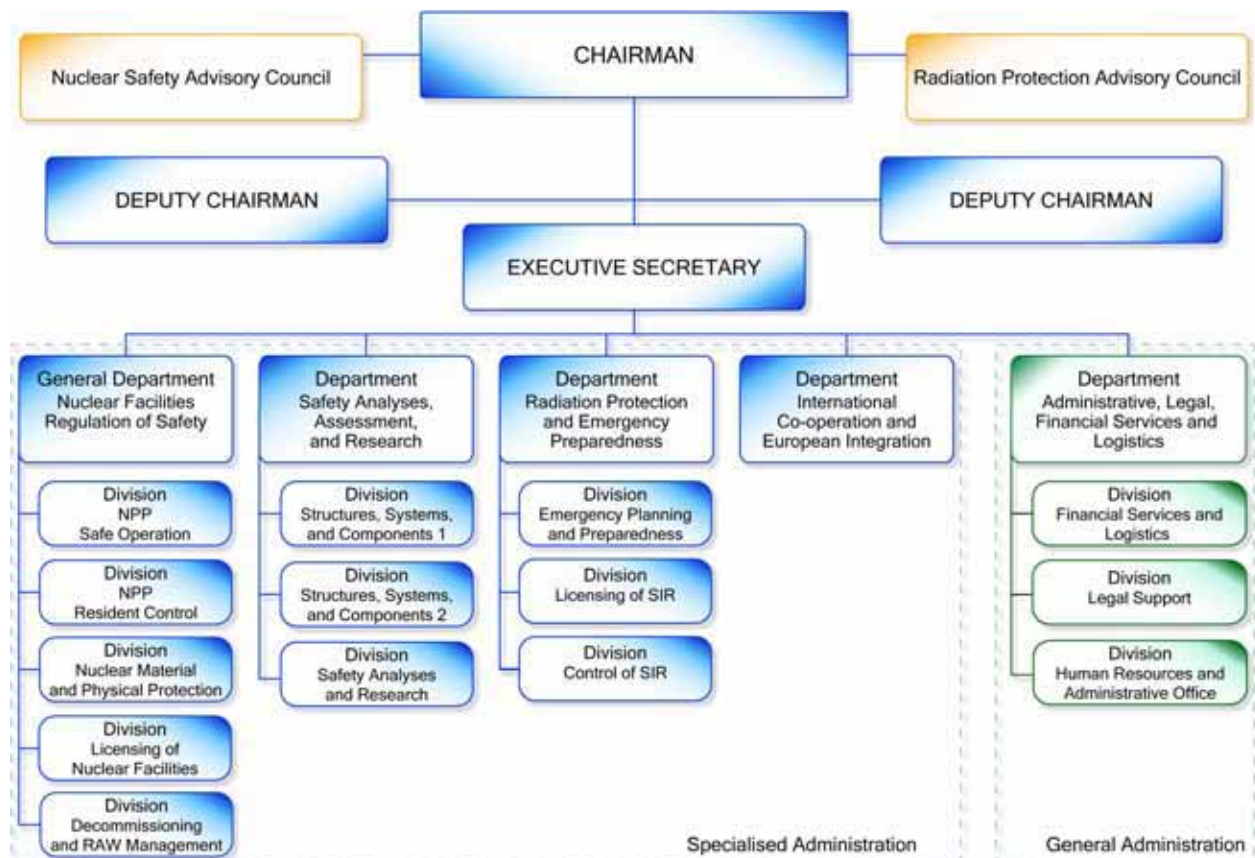 CHAIRMAN
Nuclear Safety Advisory Council
Radiation Protection Advisory Council
DEPUTY CHAIRMAN
DEPUTY CHAIRMAN
EXECUTIVE SECRETARY
General Department
Nuclear Facilities
Regulation of Safety
Division
NPP
Safe Operation
Division
NPP
Resident Control
Division
Nuclear Material
and Physical Protection
Division
Licensing of
Nuclear Facilities
Division
Decommissioning
and RAW Management
Department
Safety Analyses,
Assessment,
and Research
Division
Structures, Systems,
and Components 1
Division
Structures, Systems,
and Components 2
Division
Safety Analyses
and Research
Department
Radiation Protection
and Emergency
Preparedness
Division
Emergency Planning
and Preparedness
Division
Licensing of SIR
Division
Control of SIR
Department
International
Co-operation and
European Integration
Specialised Administration
Department
Administrative, Legal,
Financial Services and
Logistics
Division
Financial Services and
Logistics
Division
Legal Support
Division
Human Resources and
Administrative Office
General Administration